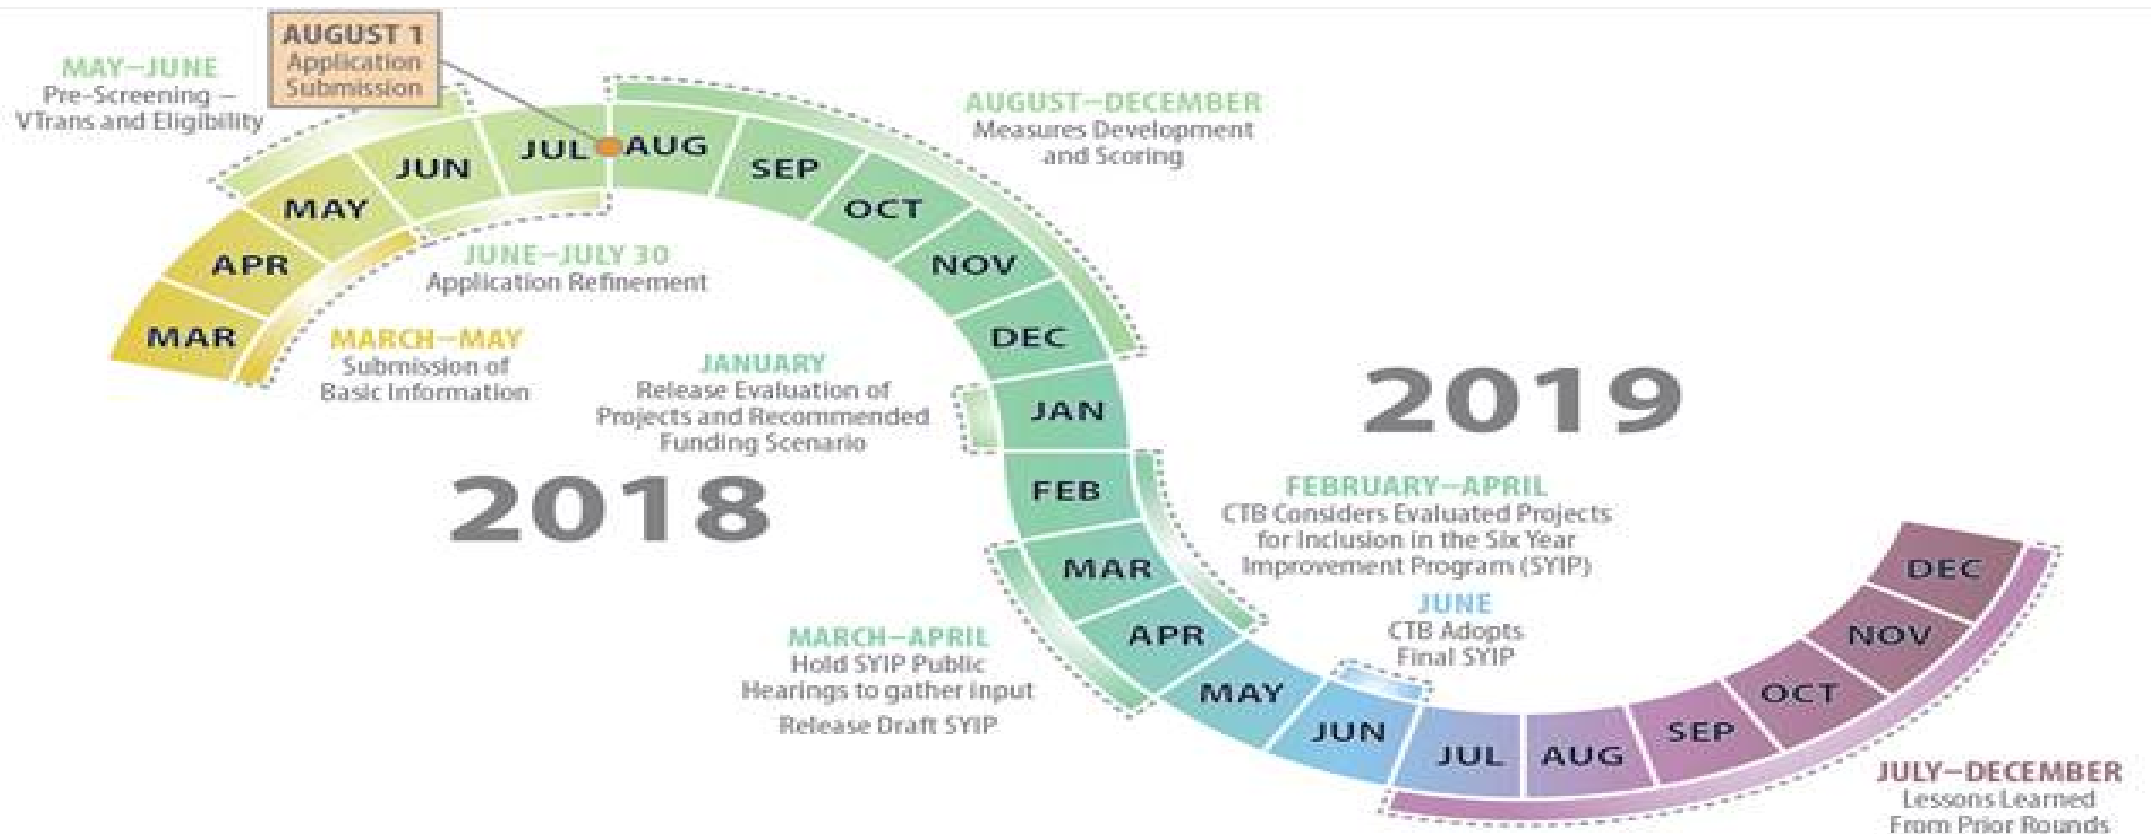 AUGUST 1
Application
Submission
MAY–JUNE
Pre-Screening –
VTrans and Eligibility
AUGUST–DECEMBER
Measures Development
and Scoring
MAR
APR
MAY
JUN
JUL
AUG
SEP
OCT
NOV
DEC
JUNE–JULY 30
Application Refinement
MARCH–MAY
Submission of
Basic Information
JANUARY
Release Evaluation of
Projects and Recommended
Funding Scenario
2018
2019
JAN
FEB
MAR
APR
MAY
JUN
JUL
AUG
SEP
OCT
NOV
DEC
FEBRUARY–APRIL
CTB Considers Evaluated Projects
for Inclusion in the Six Year
Improvement Program (SYIP)
JUNE
CTB Adopts
Final SYIP
MARCH–APRIL
Hold SYIP Public
Hearings to gather input
Release Draft SYIP
JULY–DECEMBER
Lessons Learned
From Prior Rounds